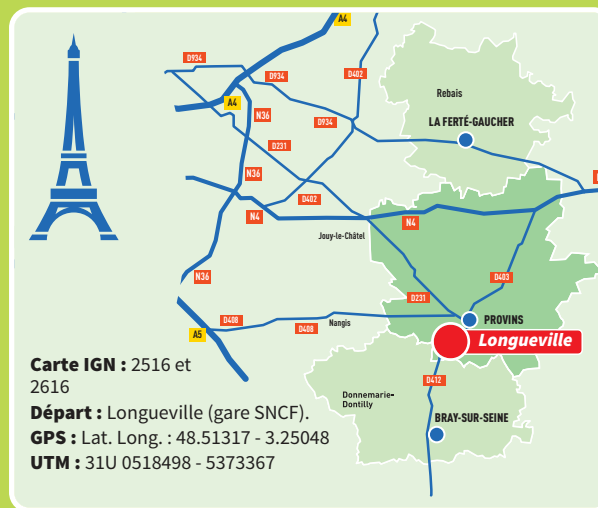 A4
D934
D934
D402
A4
N36
Rebais
D934
LA FERTÉ-GAUCHER
D231
N36
D402
N4
N4
Jouy-le-Châtel
N36
D403
D231
D408
D408
Nangis
PROVINS
A5
Longueville
Carte IGN : 2516 et
2616
Départ : Longueville (gare SNCF).
GPS : Lat. Long. : 48.51317 - 3.25048
UTM : 31U 0518498 - 5373367
D412
Donnemarie-
Dontilly
BRAY-SUR-SEINE